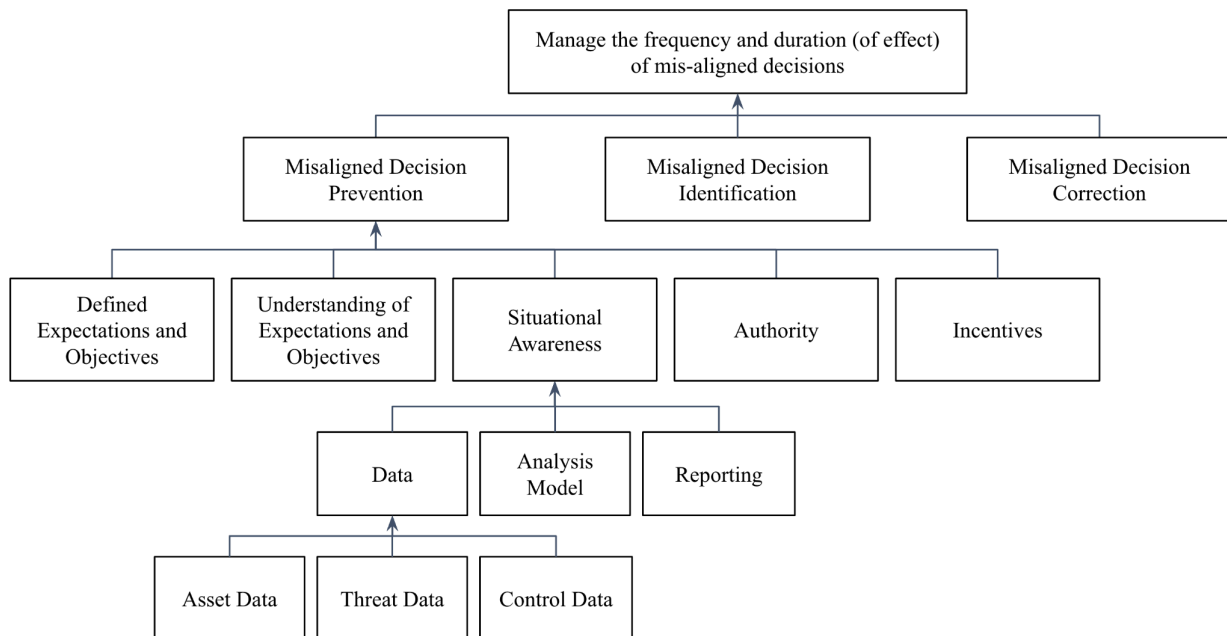 Manage the frequency and duration (of effect)
of mis-aligned decisions
Misaligned Decision
Prevention
Misaligned Decision
Identification
Misaligned Decision
Correction
Defined
Expectations and
Objectives
Understanding of
Expectations and
Objectives
Situational
Awareness
Authority
Incentives
Data
Analysis
Model
Reporting
Asset Data
Threat Data
Control Data